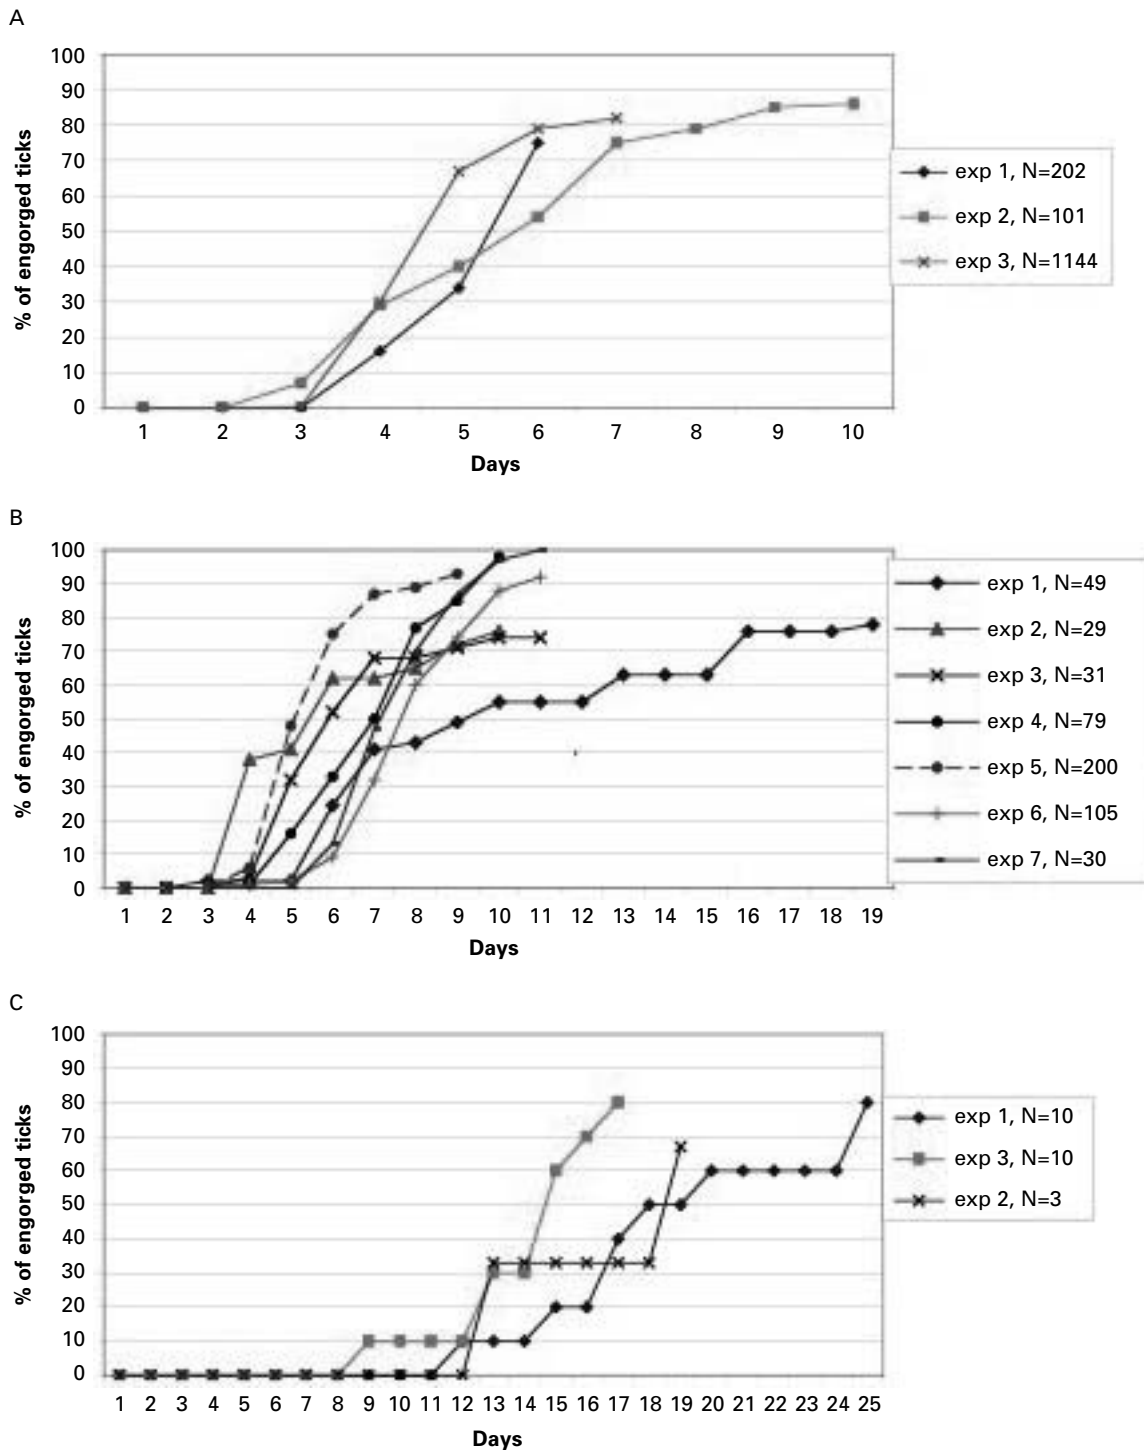 A
% of engorged ticks
100
90
80
70
60
50
40
30
20
10
0
1 2 3 4 5 6 7 8 9 10
Days
exp 1, N=202
exp 2, N=101
exp 3, N=1144
B
% of engorged ticks
100
90
80
70
60
50
40
30
20
10
0
1 2 3 4 5 6 7 8 9 10 11 12 13 14 15 16 17 18 19
Days
exp 1, N=49
exp 2, N=29
exp 3, N=31
exp 4, N=79
exp 5, N=200
exp 6, N=105
exp 7, N=30
C
% of engorged ticks
100
90
80
70
60
50
40
30
20
10
0
1 2 3 4 5 6 7 8 9 10 11 12 13 14 15 16 17 18 19 20 21 22 23 24 25
Days
exp 1, N=10
exp 3, N=10
exp 2, N=3